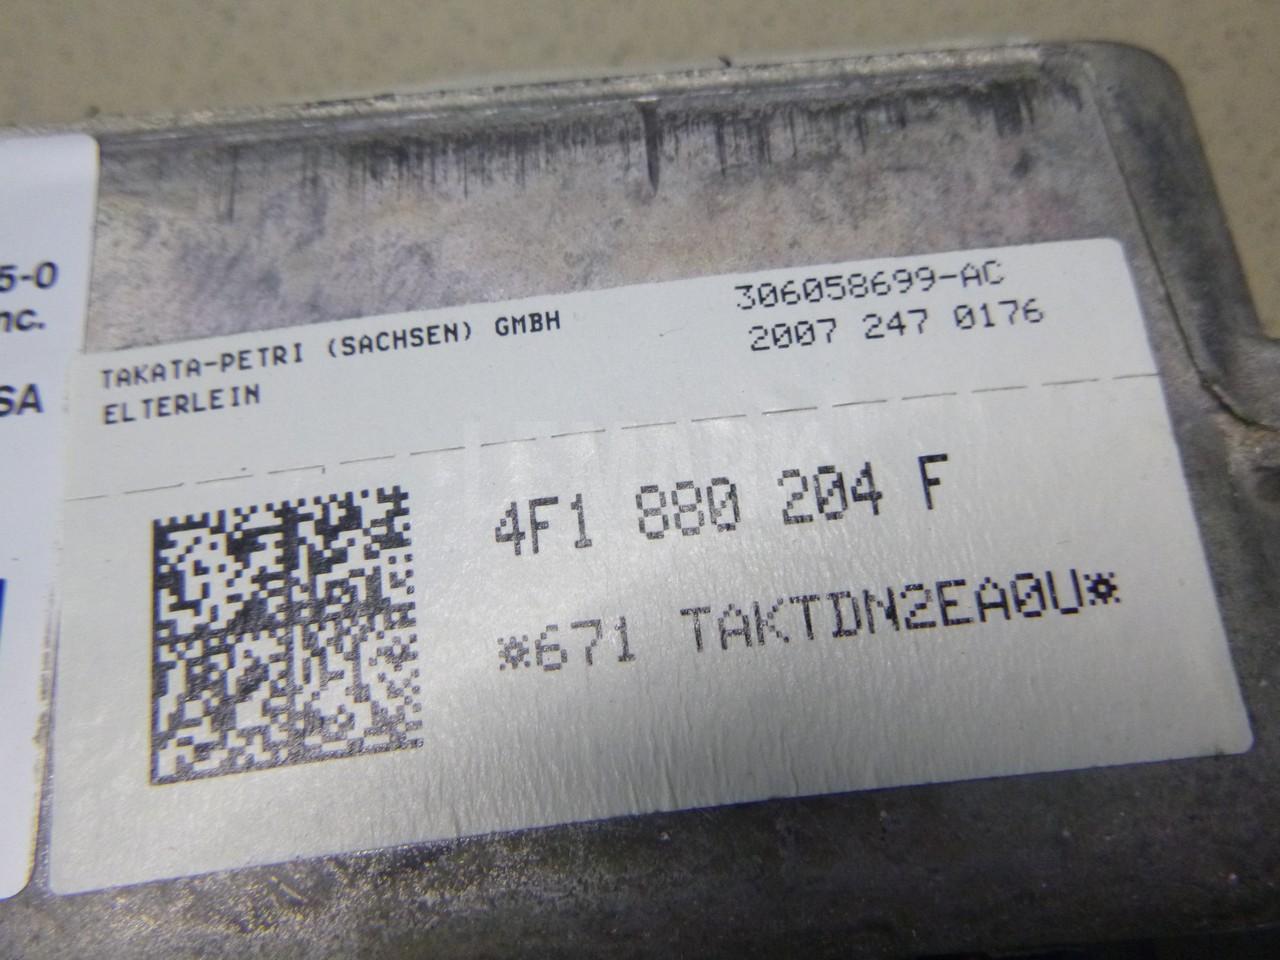 5-0
nc.
SA
TAKATA-PETRI (SACHSEN) GMBH
ELTERLEIN
306058699-AC
2007 247 0176
4F1 880 204 F
*671 TAKTDN2EA0U*